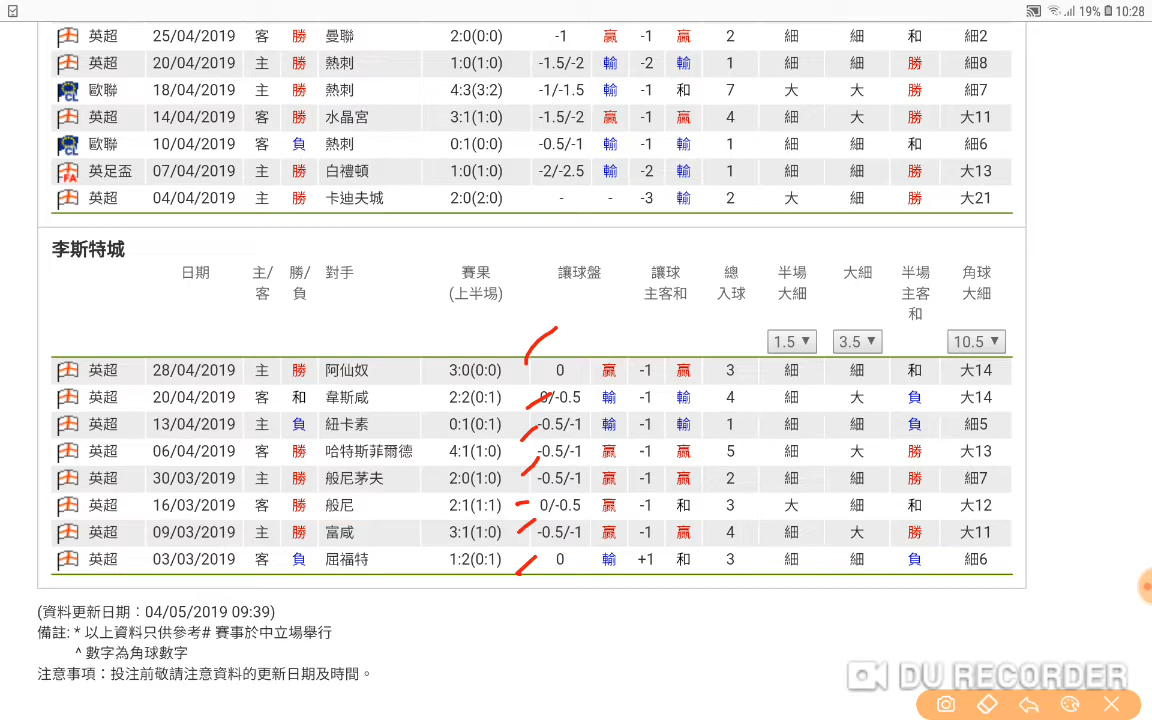 19% 10:28
英超 25/04/2019 客 勝 曼聯 2:0(0:0) -1 贏 -1 贏 2 細 細 和 細2
英超 20/04/2019 主 勝 熱刺 1:0(1:0) -1.5/-2 輸 -2 輸 1 細 細 勝 細8
CL 歐聯 18/04/2019 主 勝 熱刺 4:3(3:2) -1/-1.5 輸 -1 和 7 大 大 勝 細7
英超 14/04/2019 客 勝 水晶宮 3:1(1:0) -1.5/-2 贏 -1 贏 4 細 大 勝 大11
CL 歐聯 10/04/2019 客 負 熱刺 0:1(0:0) -0.5/-1 輸 -1 輸 1 細 細 和 細6
FA 英足盃 07/04/2019 主 勝 白禮頓 1:0(1:0) -2/-2.5 輸 -2 輸 1 細 細 勝 大13
英超 04/04/2019 主 勝 卡迪夫城 2:0(2:0) - - -3 輸 2 大 細 勝 大21
李斯特城
日期 主/ 勝/ 對手 賽果 讓球盤 讓球 總 半場 大細 半場 角球
客 負 (上半場) 主客和 入球 大細 主客 大細
和
1.5 ▼ 3.5 ▼ 10.5 ▼
英超 28/04/2019 主 勝 阿仙奴 3:0(0:0) 0 贏 -1 贏 3 細 細 和 大14
英超 20/04/2019 客 和 韋斯咸 2:2(0:1) 0/-0.5 輸 -1 輸 4 細 大 負 大14
英超 13/04/2019 主 負 紐卡素 0:1(0:1) -0.5/-1 輸 -1 輸 1 細 細 負 細5
英超 06/04/2019 客 勝 哈特斯菲爾德 4:1(1:0) -0.5/-1 贏 -1 贏 5 細 大 勝 大13
英超 30/03/2019 主 勝 般尼茅夫 2:0(1:0) -0.5/-1 贏 -1 贏 2 細 細 勝 細7
英超 16/03/2019 客 勝 般尼 2:1(1:1) 0/-0.5 贏 -1 和 3 大 細 和 大12
英超 09/03/2019 主 勝 富咸 3:1(1:0) -0.5/-1 贏 -1 贏 4 細 大 勝 大11
英超 03/03/2019 客 負 屈福特 1:2(0:1) 0 輸 +1 和 3 細 細 負 細6
(資料更新日期：04/05/2019 09:39)
備註: * 以上資料只供參考# 賽事於中立場舉行
^ 數字為角球數字
注意事項：投注前敬請注意資料的更新日期及時間。
DU RECORDER